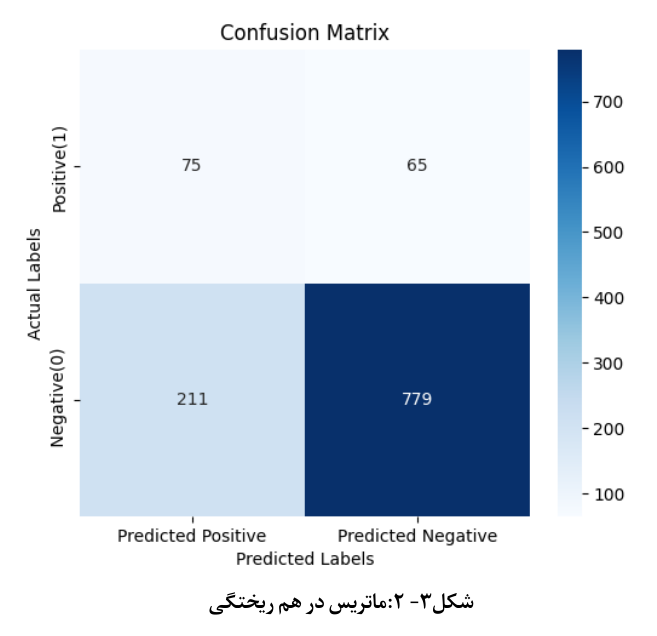 Confusion Matrix
Positive(1)
75
65
Negative(0)
211
779
Actual Labels
Predicted Positive
Predicted Negative
Predicted Labels
700
600
500
400
300
200
100
شکل۳- ۲:ماتریس در هم ریختگی